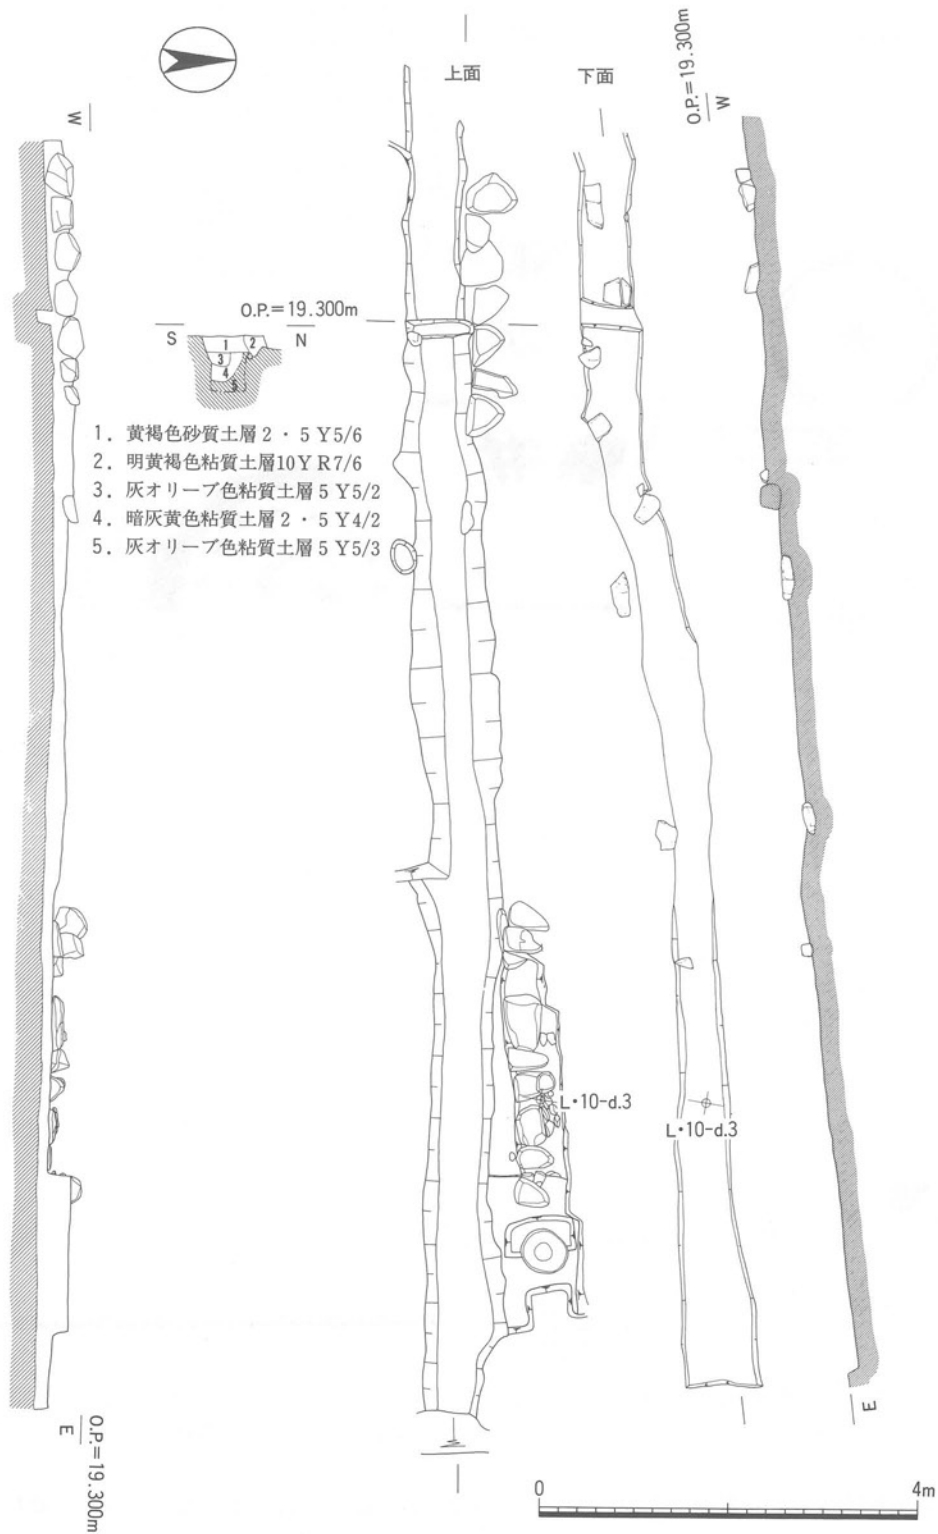 上面
下面
O.P.=19.300m
W
W
O.P.=19.300m
S
N
1
2
3
4
5
1. 黄褐色砂質土層2・5Y5/6
2. 明黄褐色粘質土層10YR7/6
3. 灰オリーブ色粘質土層5Y5/2
4. 暗灰黄色粘質土層2・5Y4/2
5. 灰オリーブ色粘質土層5Y5/3
L・10-d.3
L・10-d.3
E
E
O.P.=19.300m
0
4m